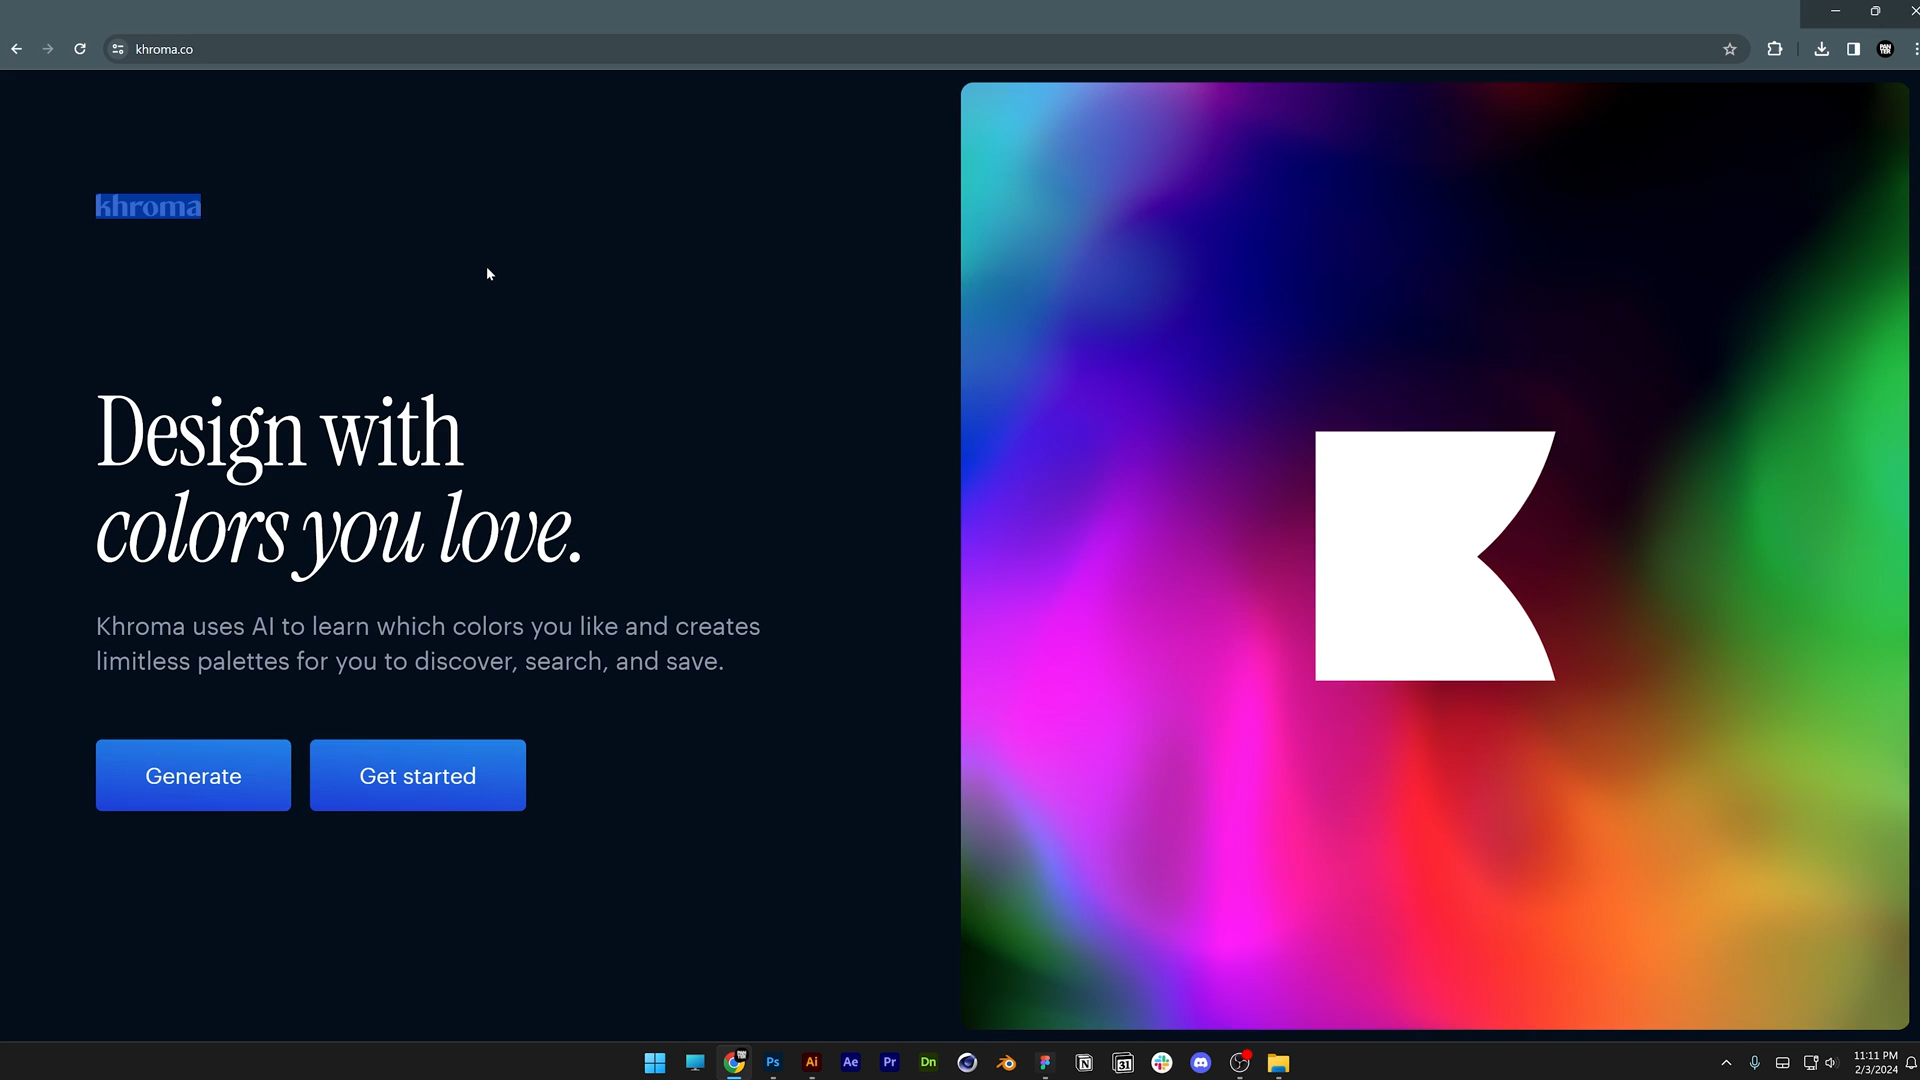 khroma.co
khroma
Design with
colors you love.
Khroma uses AI to learn which colors you like and creates
limitless palettes for you to discover, search, and save.
Generate
Get started
Ps
Ai
Ae
Pr
Dn
31
11:11 PM
2/3/2024